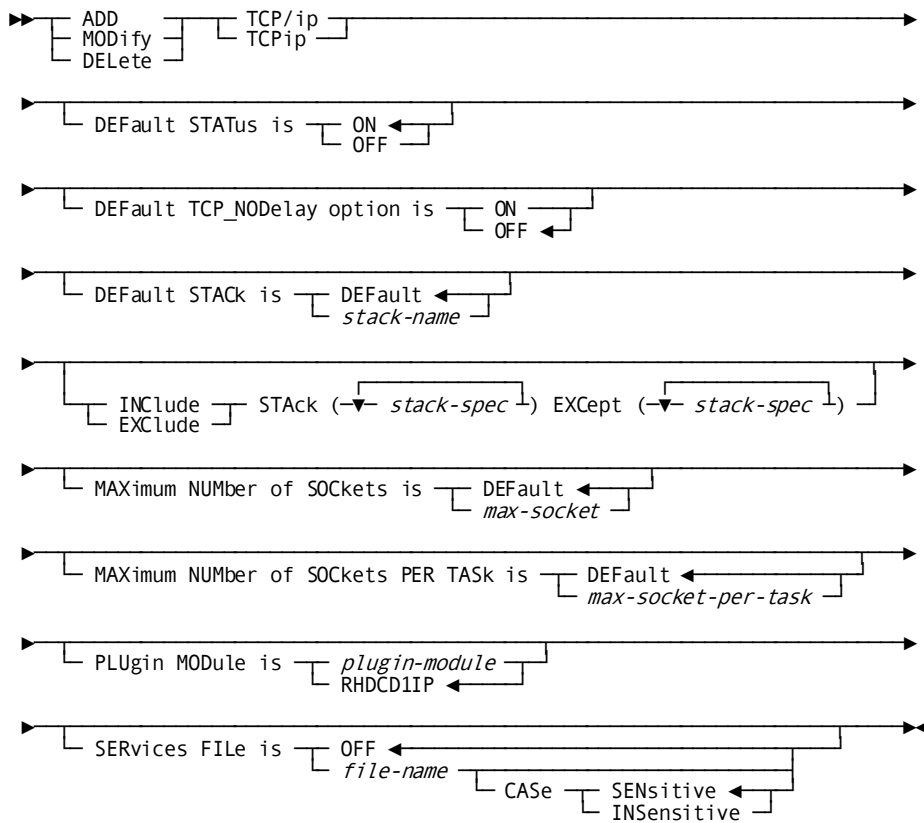 ADD TCP/ip
MODify TCPip
DELete
DEFault STATus is ON
OFF
DEFault TCP_NODelay option is ON
OFF
DEFault STACk is DEFault
stack-name
INClude STAck ( stack-spec ) EXCept ( stack-spec )
EXClude
MAXimum NUMber of SOCkets is DEFault
max-socket
MAXimum NUMber of SOCkets PER TASk is DEFault
max-socket-per-task
PLUgin MODule is plugin-module
RHDCD1IP
SERvices FILe is OFF
file-name
CASe SENsitive
INSensitive